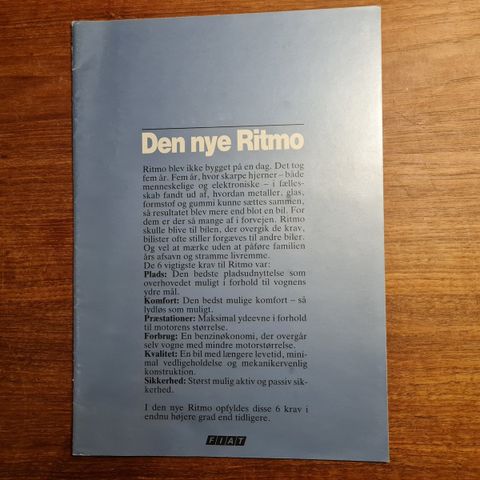 Den nye Ritmo
Ritmo blev ikke bygget på en dag. Det tog
fem år. Fem år, hvor skarpe hjerner – både
menneskelige og elektroniske – i fælles-
skab fandt ud af, hvordan metaller, glas,
formstof og gummi kunne sættes sammen,
så resultatet blev mere end blot en bil. For
dem er der så mange af i forvejen. Ritmo
skulle blive til bilen, der overgik de krav,
bilister ofte stiller forgæves til andre biler.
Og vel at mærke uden at påføre familien
års afsavn og stramme livremme.
De 6 vigtigste krav til Ritmo var:
Plads: Den bedste pladsudnyttelse som
overhovedet muligt i forhold til vognens
ydre mål.
Komfort: Den bedst mulige komfort – så
lydløs som muligt.
Præstationer: Maksimal ydeevne i forhold
til motorens størrelse.
Forbrug: En benzinøkonomi, der overgår
selv vogne med mindre motorstørrelse.
Kvalitet: En bil med længere levetid, mini-
mal vedligeholdelse og mekanikervenlig
konstruktion.
Sikkerhed: Størst mulig aktiv og passiv sik-
kerhed.
I den nye Ritmo opfyldes disse 6 krav i
endnu højere grad end tidligere.
FIAT